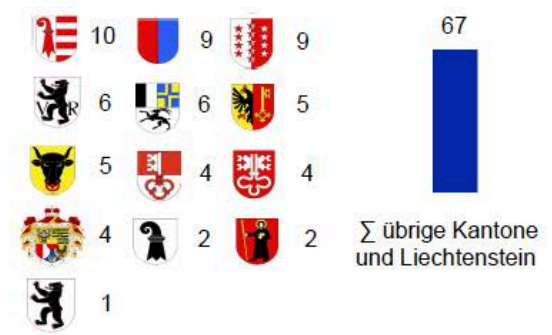 10 9 9
67
6 6 5
V R
5 4 4
4 2 2
∑ übrige Kantone
und Liechtenstein
1